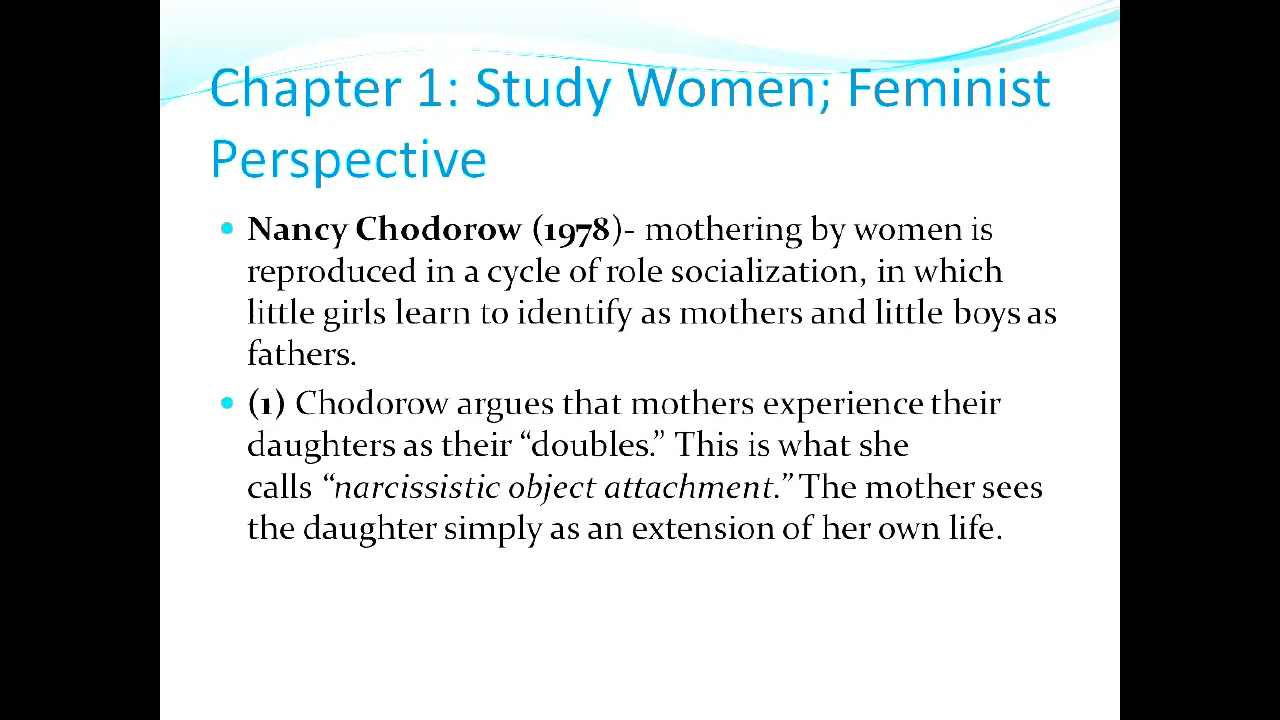 Chapter 1: Study Women; Feminist
Perspective
• Nancy Chodorow (1978)- mothering by women is
reproduced in a cycle of role socialization, in which
little girls learn to identify as mothers and little boys as
fathers.
• (1) Chodorow argues that mothers experience their
daughters as their “doubles.” This is what she
calls “narcissistic object attachment.” The mother sees
the daughter simply as an extension of her own life.